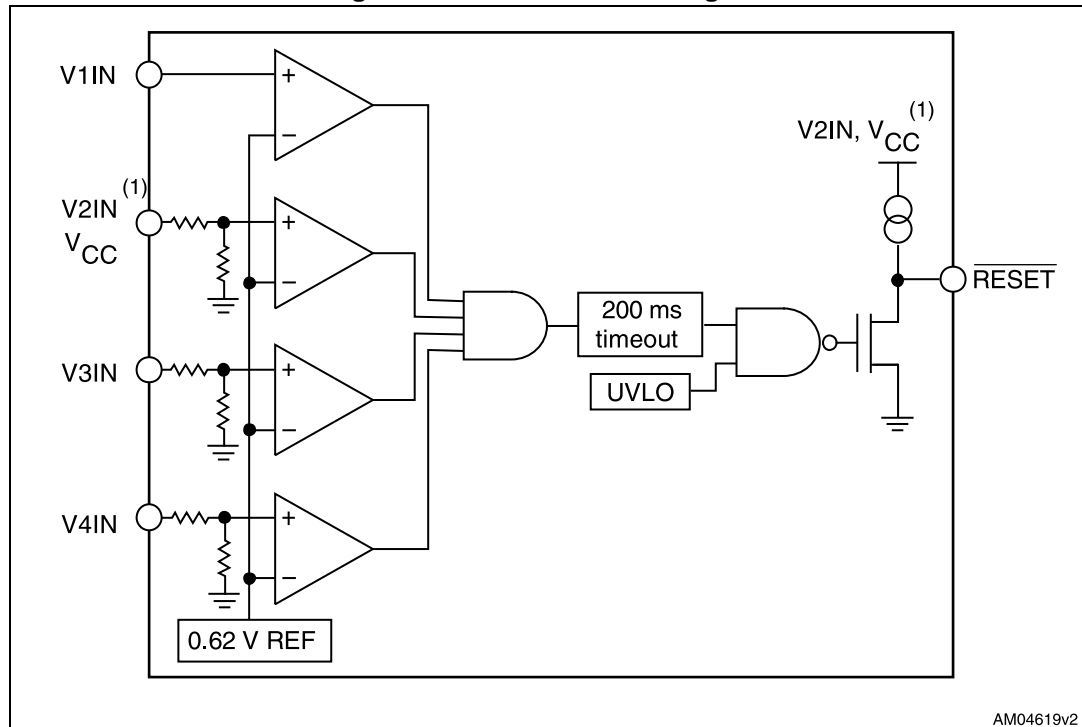 V1IN
+
−
V2IN (1)
VCC
+
−
V3IN
+
−
V4IN
+
−
0.62 V REF
200 ms
timeout
UVLO
V2IN, VCC (1)
RESET
AM04619v2